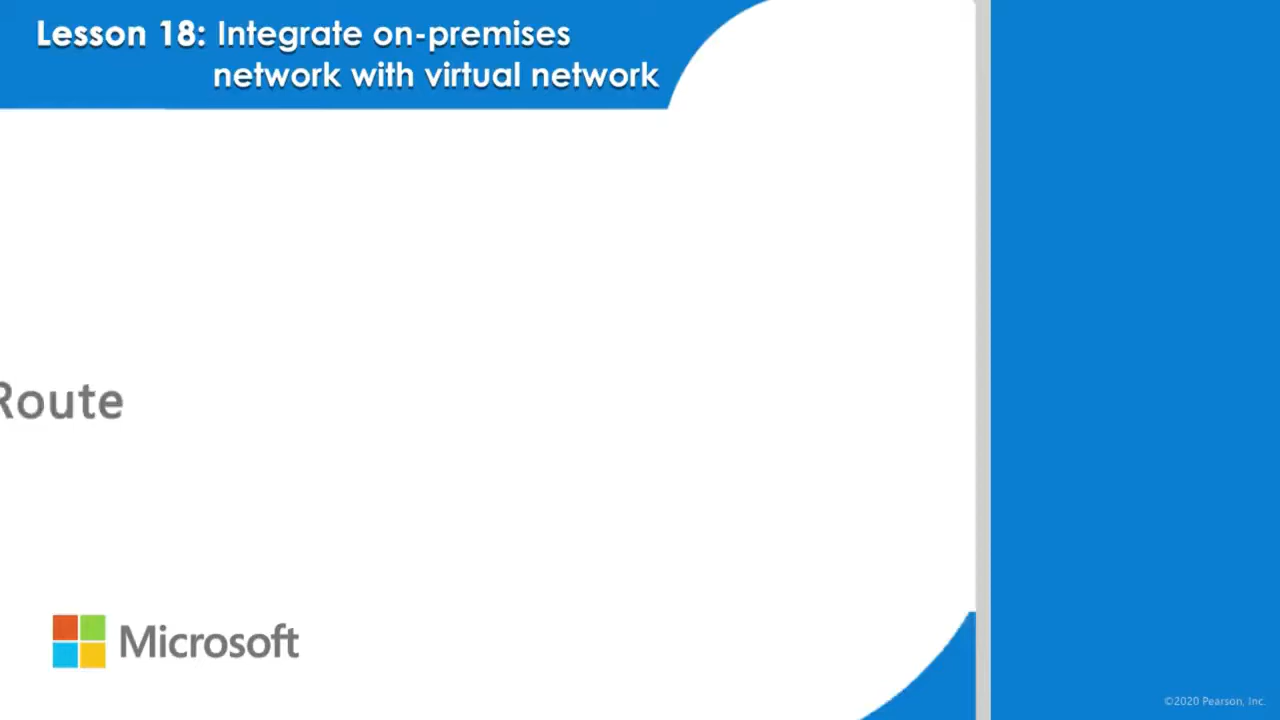 Lesson 18: Integrate on-premises
network with virtual network
Route
Microsoft
©2020 Pearson, Inc.